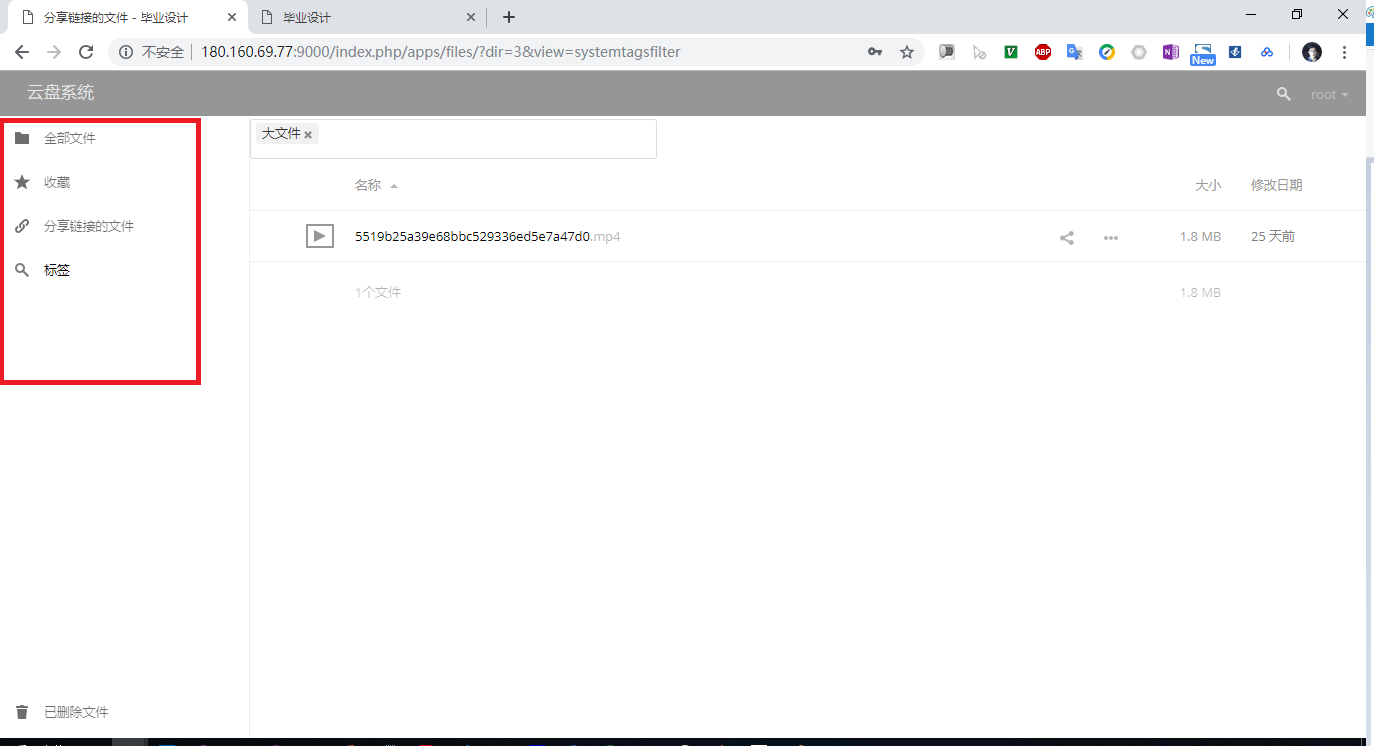 分享链接的文件 - 毕业设计
毕业设计
不安全
180.160.69.77:9000/index.php/apps/files/?dir=3&view=systemtagsfilter
V
ABP
N
New
云盘系统
root
全部文件
收藏
分享链接的文件
标签
已删除文件
大文件
名称
大小
修改日期
5519b25a39e68bbc529336ed5e7a47d0.mp4
1.8 MB
25 天前
1个文件
1.8 MB